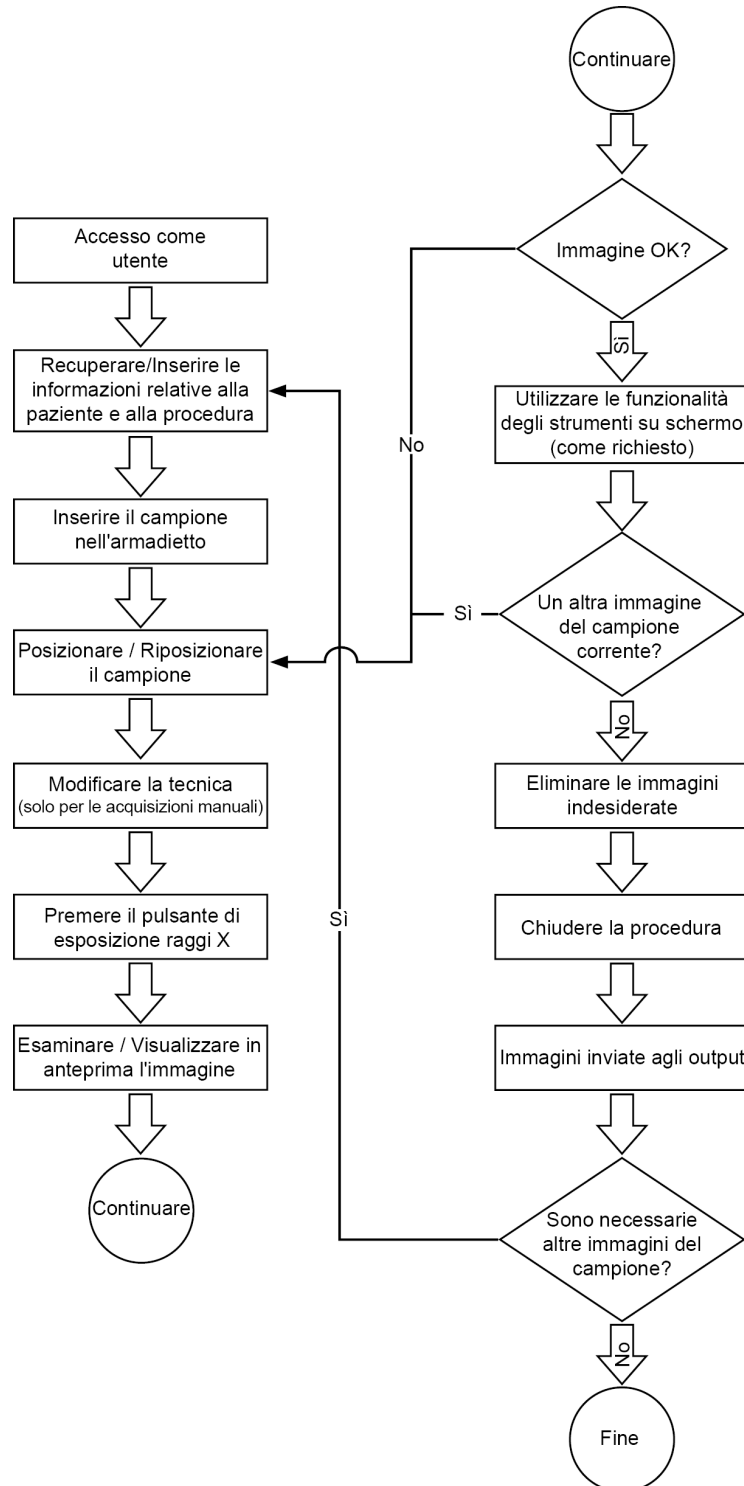 Accesso come
utente
Recuperare/Inserire le
informazioni relative alla
paziente e alla procedura
Inserire il campione
nell'armadietto
Posizionare / Riposizionare
il campione
Modificare la tecnica
(solo per le acquisizioni manuali)
Premere il pulsante di
esposizione raggi X
Esaminare / Visualizzare in
anteprima l'immagine
Continuare
Continuare
Immagine OK?
No
Sì
Utilizzare le funzionalità
degli strumenti su schermo
(come richiesto)
Un altra immagine
del campione
corrente?
Sì
No
Eliminare le immagini
indesiderate
Chiudere la procedura
Immagini inviate agli output
Sono necessarie
altre immagini del
campione?
Sì
No
Fine